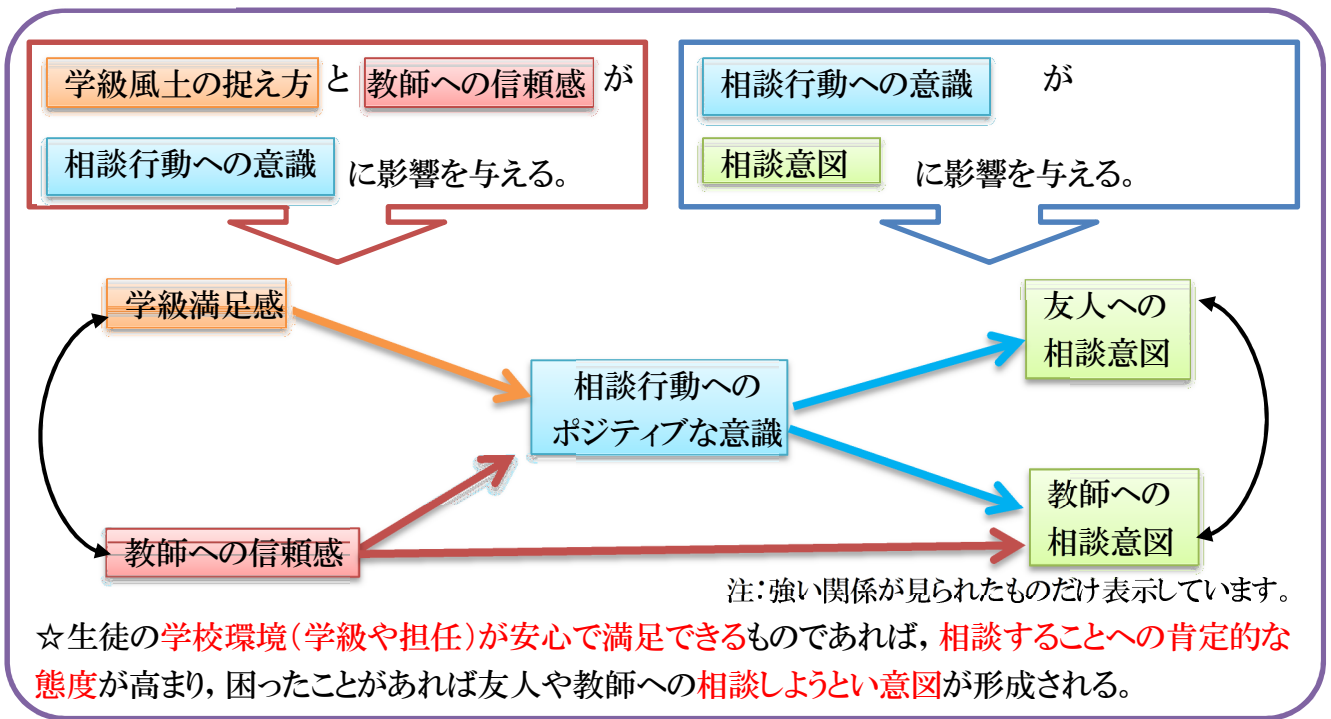 学級風土の捉え方 と 教師への信頼感 が
相談行動への意識 に影響を与える。
相談行動への意識 が
相談意図 に影響を与える。
学級満足感
教師への信頼感
相談行動への
ポジティブな意識
友人への
相談意図
教師への
相談意図
注：強い関係が見られたものだけ表示しています。
☆生徒の学校環境（学級や担任）が安心で満足できるものであれば，相談することへの肯定的な
態度が高まり，困ったことがあれば友人や教師への相談しようとい意図が形成される。